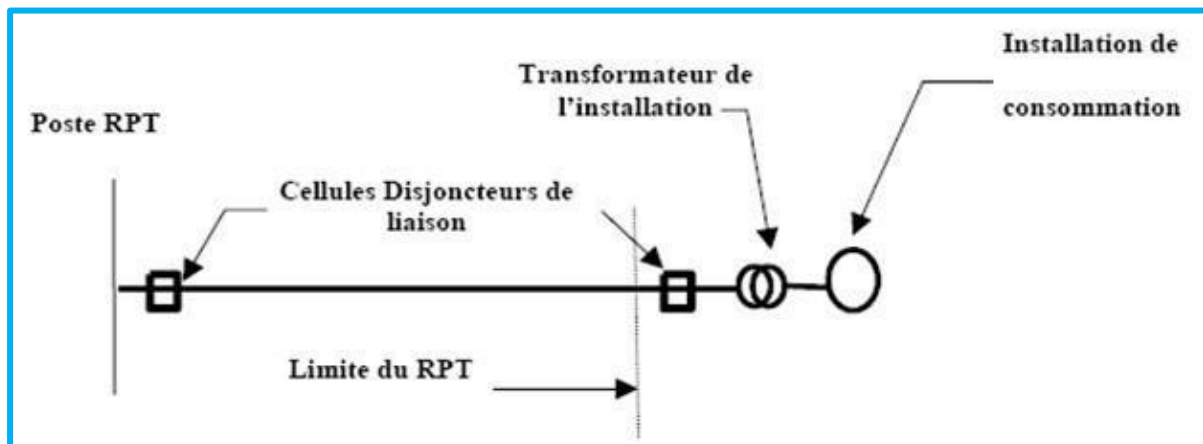 Installation de
consommation
Transformateur de
l'installation
Poste RPT
Cellules Disjoncteurs de
liaison
Limite du RPT